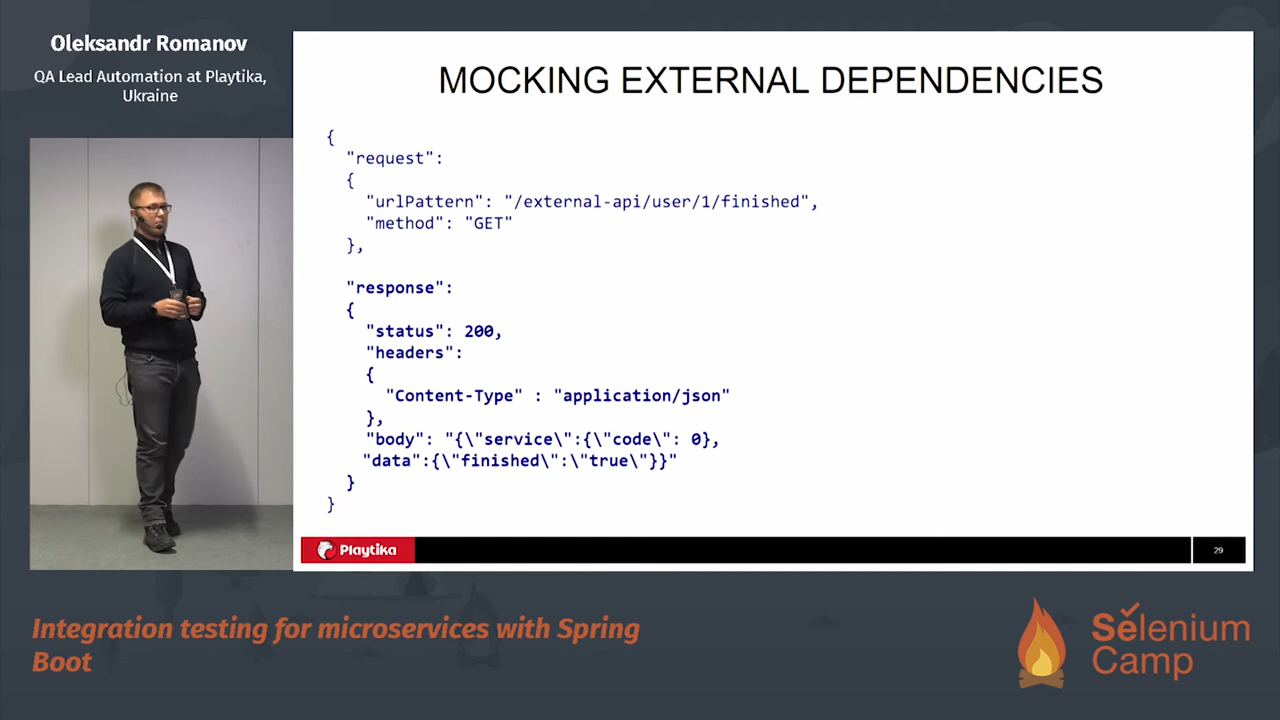 Oleksandr Romanov
QA Lead Automation at Playtika,
Ukraine
MOCKING EXTERNAL DEPENDENCIES
{
"request":
{
"urlPattern": "/external-api/user/1/finished",
"method": "GET"
},
"response":
{
"status": 200,
"headers":
{
"Content-Type" : "application/json"
},
"body": "{\"service\":{\"code\": 0},
"data":{\"finished\":\"true\"}}"
}
}
Playtika
29
Integration testing for microservices with Spring
Boot
Selenium
Camp